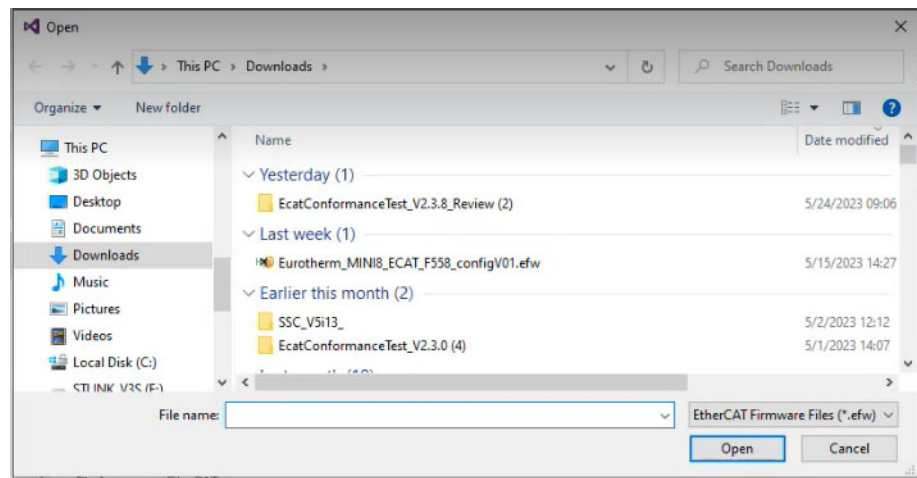 Open
This PC > Downloads >
Search Downloads
Organize
New folder
Name
Date modified
This PC
3D Objects
Desktop
Documents
Downloads
Music
Pictures
Videos
Local Disk (C:)
STLINK_V3S (F:)
Yesterday (1)
EcatConformanceTest_V2.3.8_Review (2) 5/24/2023 09:06
Last week (1)
Eurotherm_MINI8_ECAT_F558_configV01.efw 5/15/2023 14:27
Earlier this month (2)
SSC_V5i13_ 5/2/2023 12:12
EcatConformanceTest_V2.3.0 (4) 5/1/2023 14:07
File name:
EtherCAT Firmware Files (*.efw)
Open
Cancel